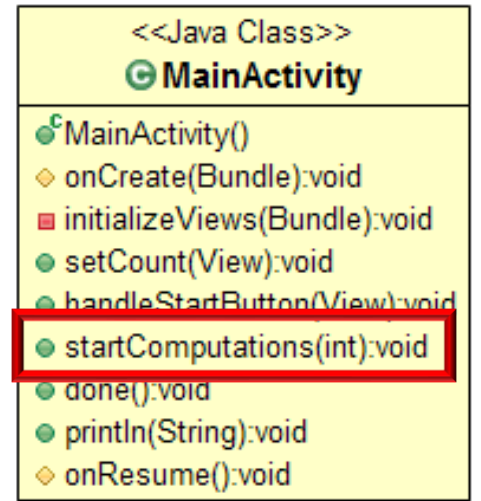 <<Java Class>>
MainActivity
MainActivity()
onCreate(Bundle):void
initializeViews(Bundle):void
setCount(View):void
handleStartButton(View):void
startComputations(int):void
done():void
println(String):void
onResume():void